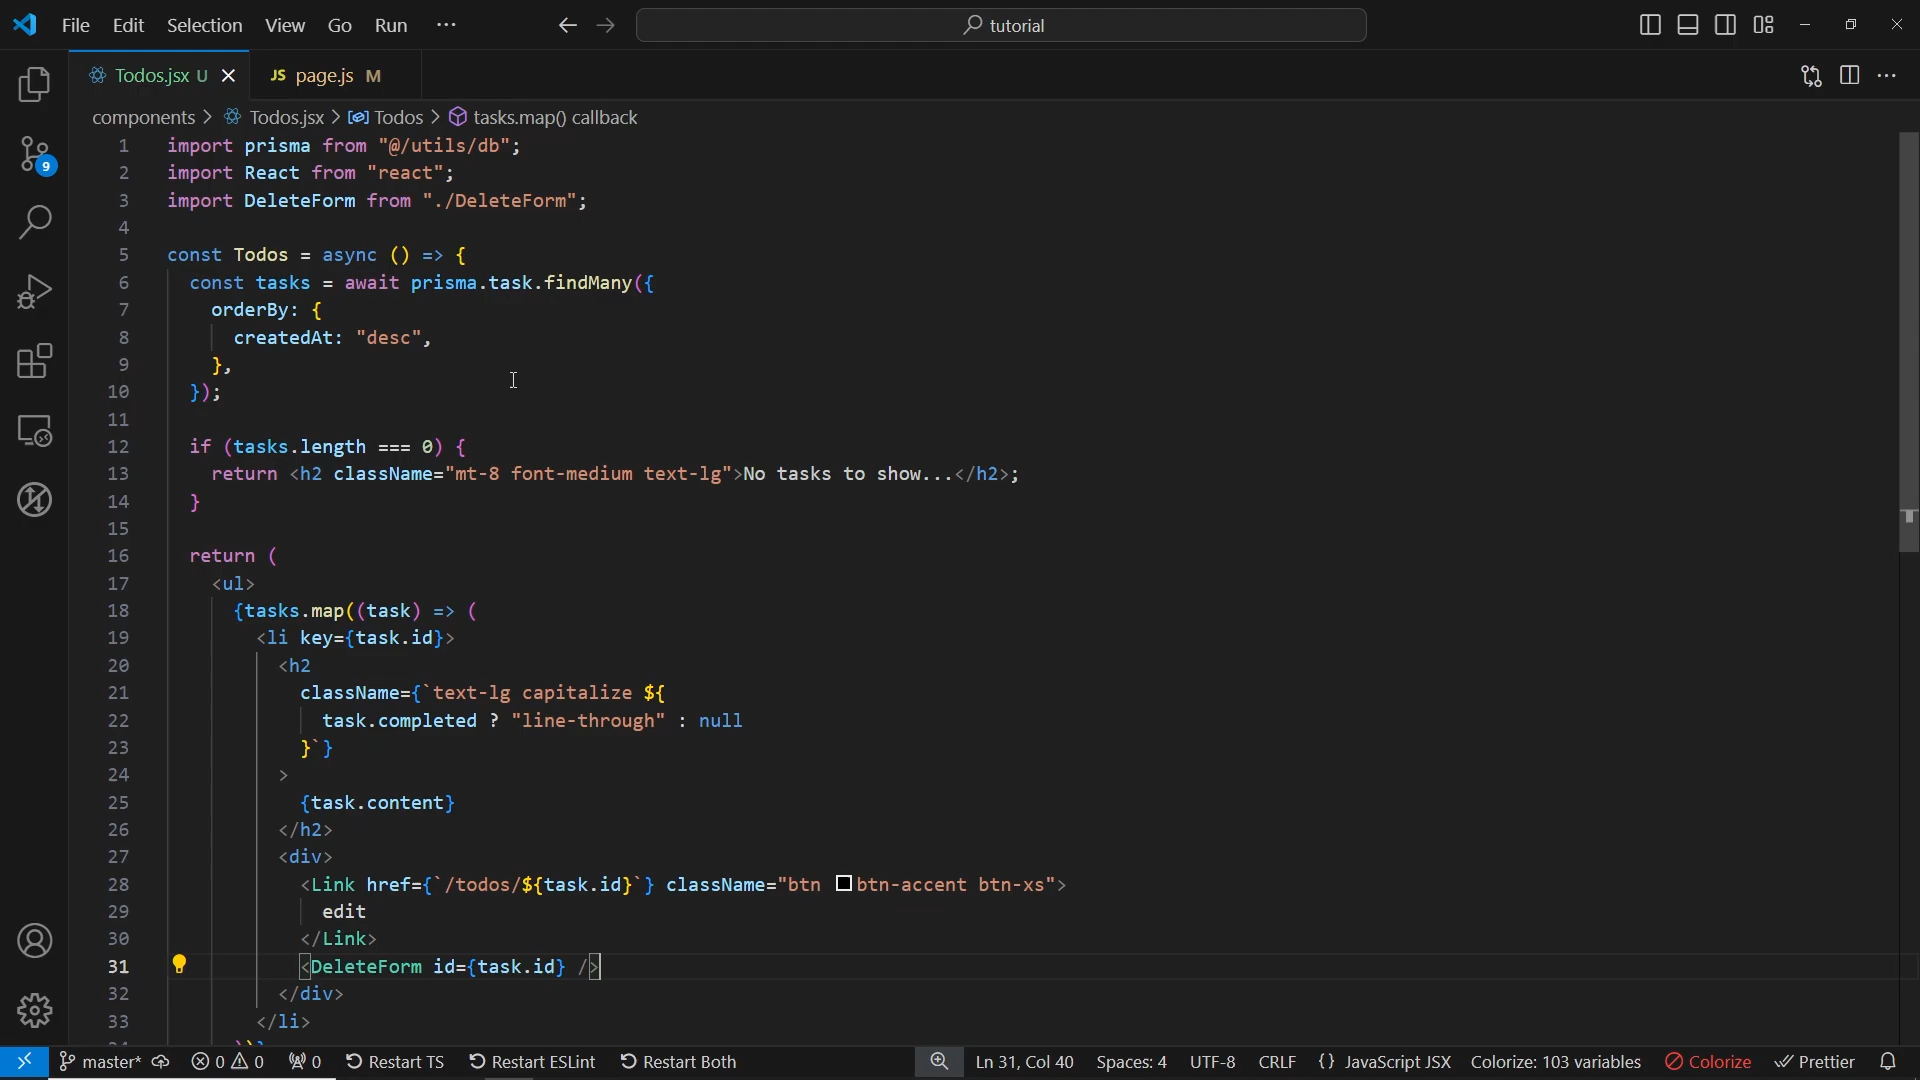 File Edit Selection View Go Run ··· tutorial
Todos.jsx U JS page.js M
components > Todos.jsx > Todos > tasks.map() callback
1 import prisma from "@/utils/db";
2 import React from "react";
3 import DeleteForm from "./DeleteForm";
4
5 const Todos = async () => {
6 const tasks = await prisma.task.findMany({
7 orderBy: {
8 createdAt: "desc",
9 },
10 });
11
12 if (tasks.length === 0) {
13 return <h2 className="mt-8 font-medium text-lg">No tasks to show...</h2>;
14 }
15
16 return (
17 <ul>
18 {tasks.map((task) => (
19 <li key={task.id}>
20 <h2
21 className={`text-lg capitalize ${
22 task.completed ? "line-through" : null
23 }`}
24 >
25 {task.content}
26 </h2>
27 <div>
28 <Link href={`/todos/${task.id}`} className="btn btn-accent btn-xs">
29 edit
30 </Link>
31 <DeleteForm id={task.id} />
32 </div>
33 </li>
9
master* 0 0 0 Restart TS Restart ESLint Restart Both Ln 31, Col 40 Spaces: 4 UTF-8 CRLF {} JavaScript JSX Colorize: 103 variables Colorize Prettier